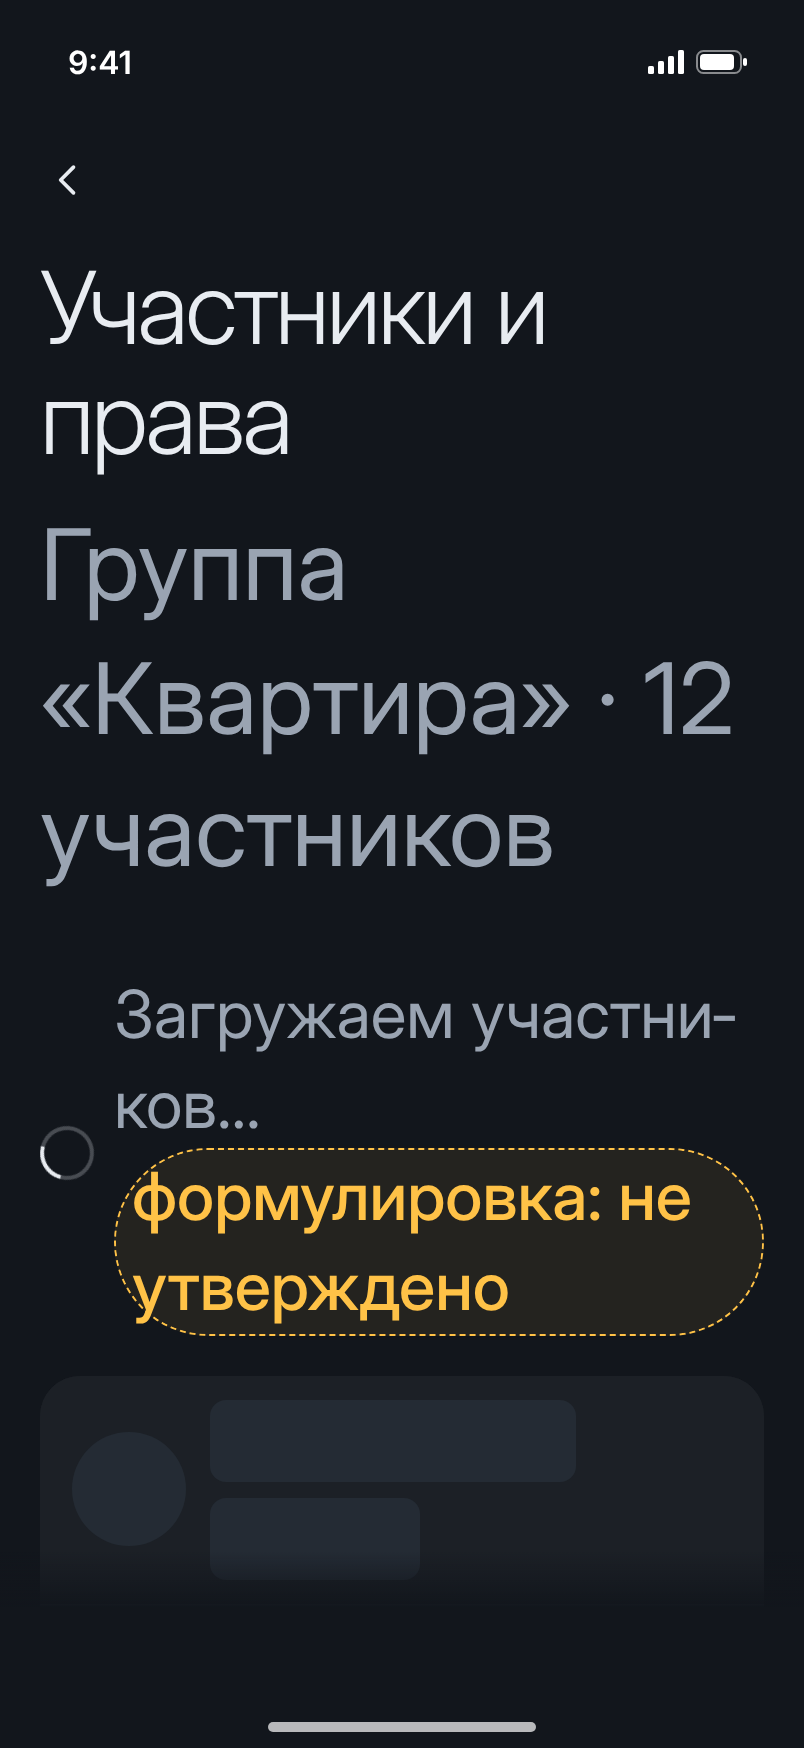 9:41
Участники и
права
Группа
«Квартира» · 12
участников
Загружаем участни-
ков…
формулировка: не
утверждено